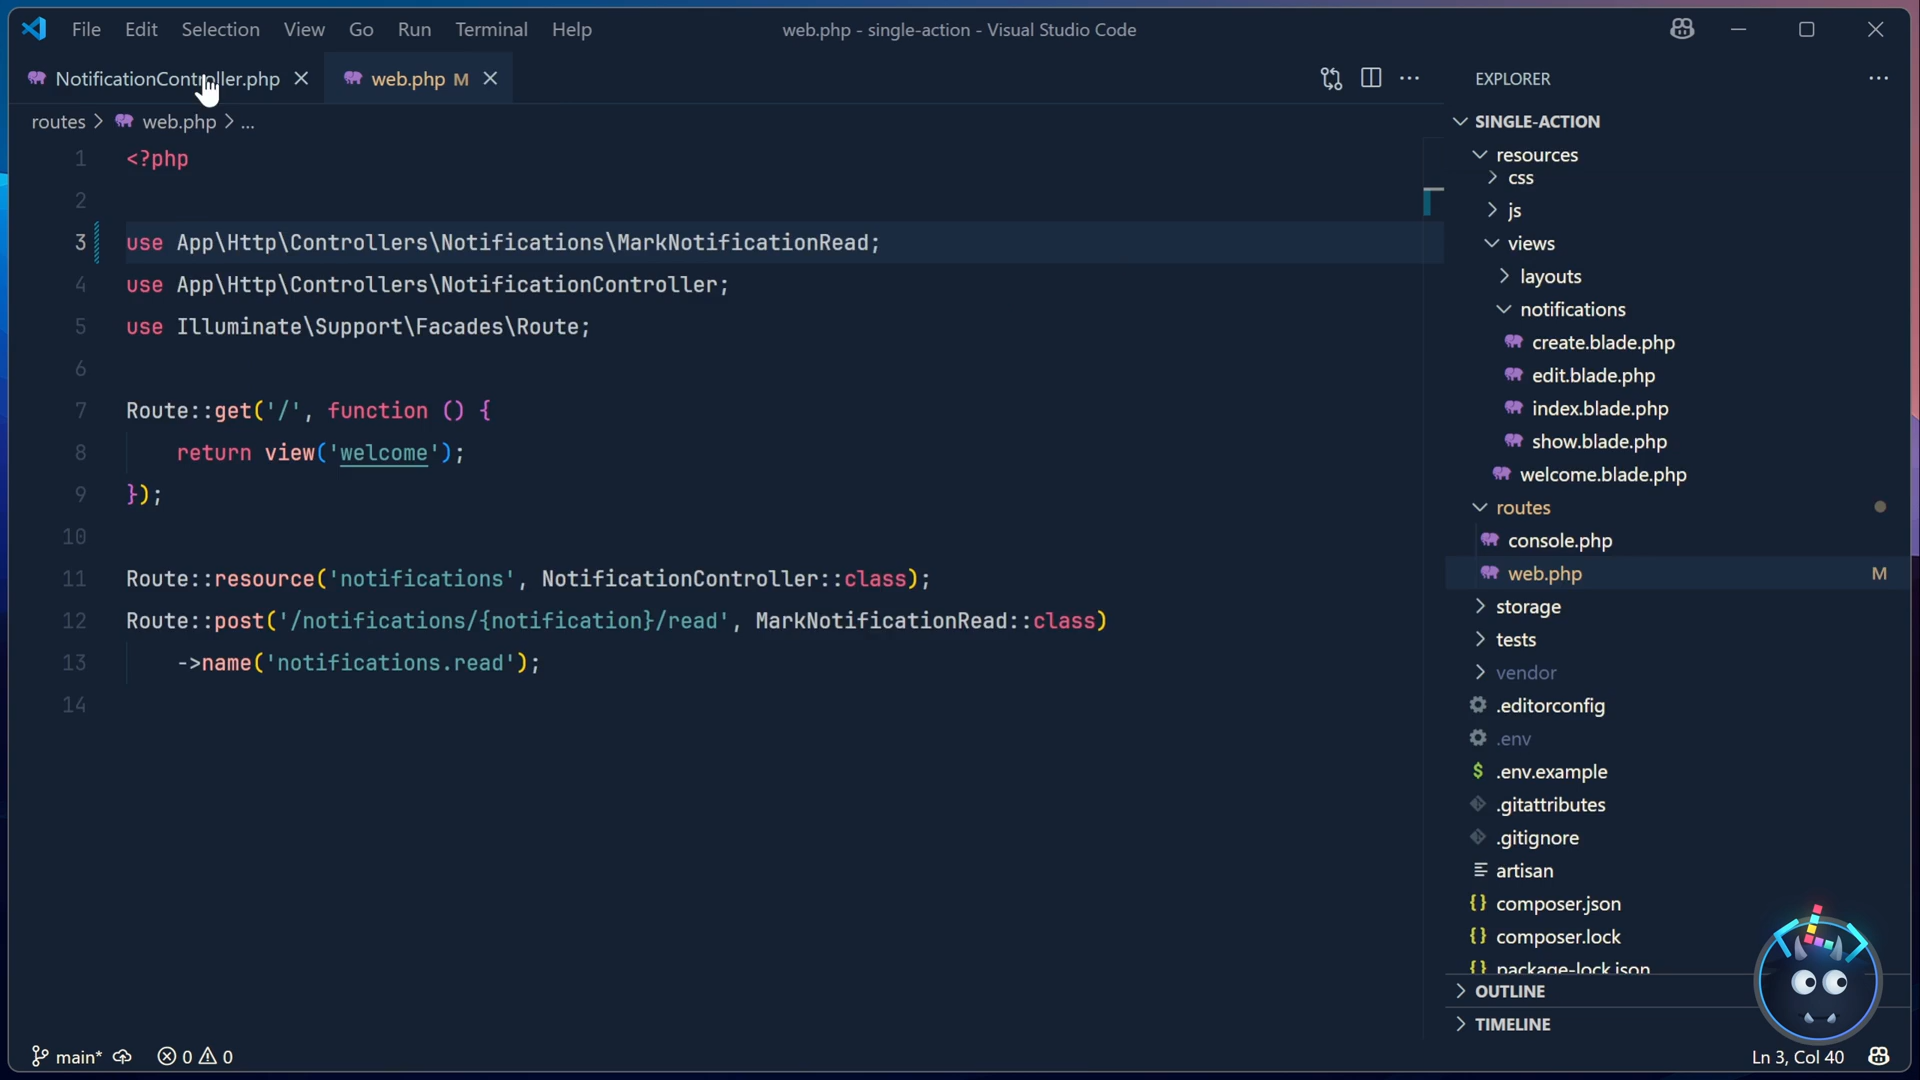 File Edit Selection View Go Run Terminal Help
web.php - single-action - Visual Studio Code
NotificationController.php
web.php M
routes > web.php > ...
1 <?php
2
3 use App\Http\Controllers\Notifications\MarkNotificationRead;
4 use App\Http\Controllers\NotificationController;
5 use Illuminate\Support\Facades\Route;
6
7 Route::get('/', function () {
8 return view('welcome');
9 });
10
11 Route::resource('notifications', NotificationController::class);
12 Route::post('/notifications/{notification}/read', MarkNotificationRead::class)
13 ->name('notifications.read');
14
EXPLORER
SINGLE-ACTION
resources
css
js
views
layouts
notifications
create.blade.php
edit.blade.php
index.blade.php
show.blade.php
welcome.blade.php
routes
console.php
web.php M
storage
tests
vendor
.editorconfig
.env
.env.example
.gitattributes
.gitignore
artisan
composer.json
composer.lock
package-lock.json
OUTLINE
TIMELINE
main* 0 0
Ln 3, Col 40